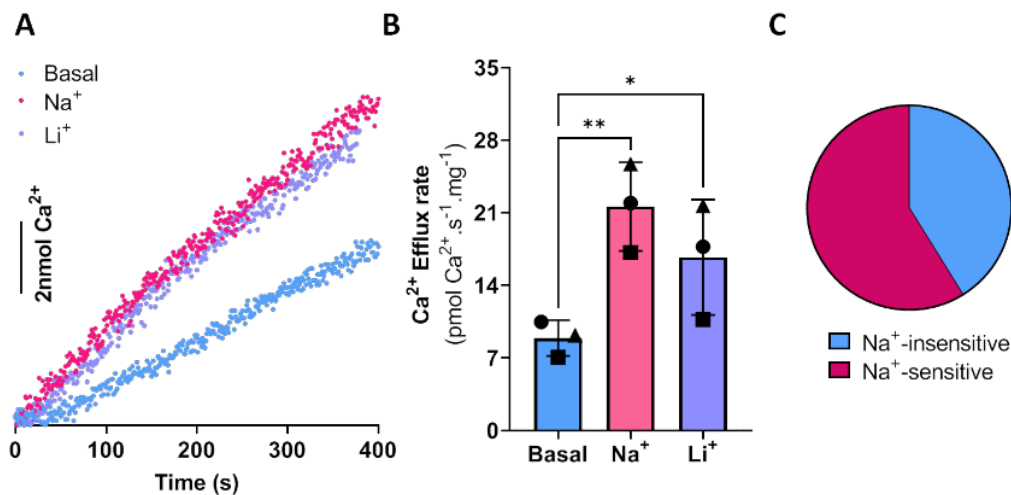 A
Basal
Na⁺
Li⁺
2nmol Ca²⁺
0
100
200
300
400
Time (s)
B
Ca²⁺ Efflux rate
(pmol Ca²⁺.s⁻¹.mg⁻¹)
35
28
21
14
7
0
*
**
Basal
Na⁺
Li⁺
C
Na⁺-insensitive
Na⁺-sensitive